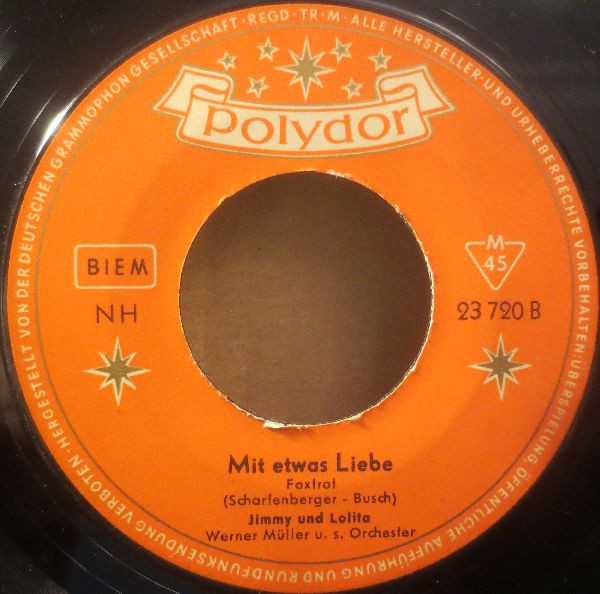 HERGESTELLT VON DER DEUTSCHEN GRAMMOPHON GESELLSCHAFT · REGD · TR · M · ALLE HERSTELLER- UND URHEBERRECHTE VORBEHALTEN · ÜBERSPIELUNG, ÖFFENTLICHE AUFFÜHRUNG UND RUNDFUNKSENDUNG VERBOTEN ·
Polydor
BIEM
NH
M
45
23 720 B
Mit etwas Liebe
Foxtrot
(Scharfenberger - Busch)
Jimmy und Lolita
Werner Müller u. s. Orchester